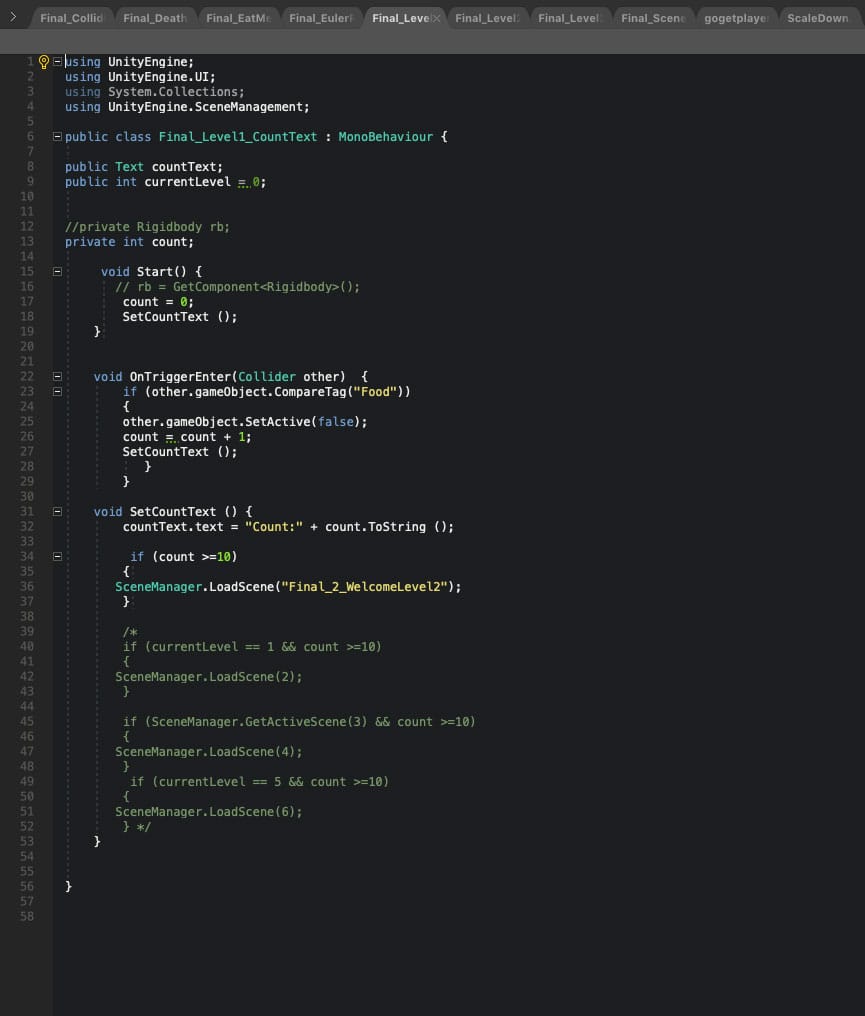 Final_Collid Final_Death Final_EatMe Final_Euler Final_Level Final_Level Final_Level Final_Scene gogetplayer ScaleDown
1 using UnityEngine;
2 using UnityEngine.UI;
3 using System.Collections;
4 using UnityEngine.SceneManagement;
5
6 public class Final_Level1_CountText : MonoBehaviour {
7
8 public Text countText;
9 public int currentLevel = 0;
10
11
12 //private Rigidbody rb;
13 private int count;
14
15 void Start() {
16 // rb = GetComponent<Rigidbody>();
17 count = 0;
18 SetCountText ();
19 }
20
21
22 void OnTriggerEnter(Collider other) {
23 if (other.gameObject.CompareTag("Food"))
24 {
25 other.gameObject.SetActive(false);
26 count = count + 1;
27 SetCountText ();
28 }
29 }
30
31 void SetCountText () {
32 countText.text = "Count:" + count.ToString ();
33
34 if (count >=10)
35 {
36 SceneManager.LoadScene("Final_2_WelcomeLevel2");
37 }
38
39 /*
40 if (currentLevel == 1 && count >=10)
41 {
42 SceneManager.LoadScene(2);
43 }
44
45 if (SceneManager.GetActiveScene(3) && count >=10)
46 {
47 SceneManager.LoadScene(4);
48 }
49 if (currentLevel == 5 && count >=10)
50 {
51 SceneManager.LoadScene(6);
52 } */
53 }
54
55
56 }
57
58